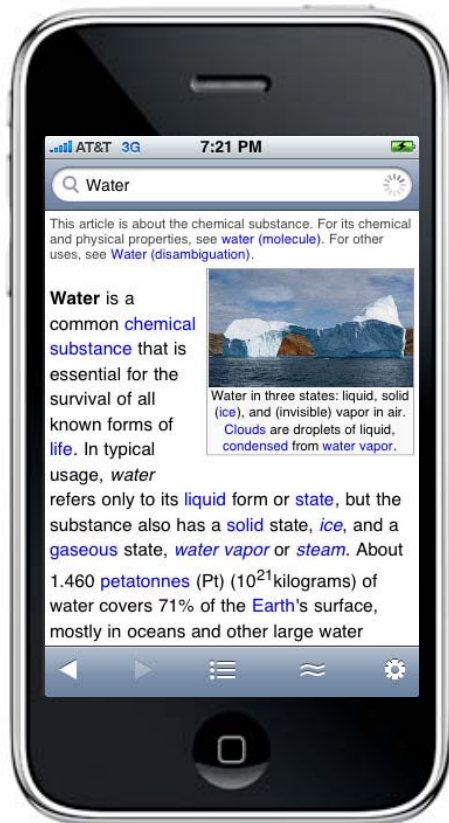 AT&T 3G 7:21 PM
Water
This article is about the chemical substance. For its chemical
and physical properties, see water (molecule). For other
uses, see Water (disambiguation).
Water is a
common chemical
substance that is
essential for the
survival of all
known forms of
life. In typical
usage, water
Water in three states: liquid, solid
(ice), and (invisible) vapor in air.
Clouds are droplets of liquid,
condensed from water vapor.
refers only to its liquid form or state, but the
substance also has a solid state, ice, and a
gaseous state, water vapor or steam. About
1.460 petatonnes (Pt) (10²¹kilograms) of
water covers 71% of the Earth's surface,
mostly in oceans and other large water